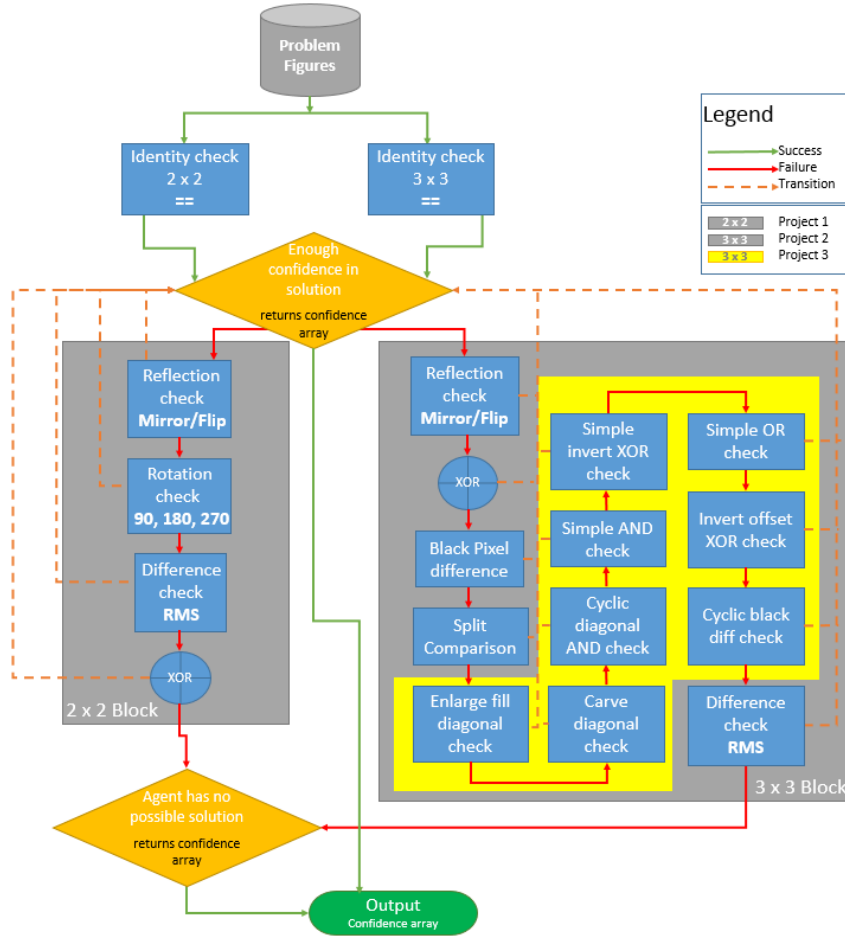 Problem
Figures
Legend
Success
Failure
Transition
2 x 2 Project 1
3 x 3 Project 2
3 x 3 Project 3
Identity check
2 x 2
==
Identity check
3 x 3
==
Enough
confidence in
solution
returns confidence
array
Reflection
check
Mirror/Flip
Rotation
check
90, 180, 270
Difference
check
RMS
XOR
2 x 2 Block
Reflection
check
Mirror/Flip
XOR
Black Pixel
difference
Split
Comparison
Enlarge fill
diagonal
check
Carve
diagonal
check
Cyclic
diagonal
AND check
Simple AND
check
Simple
invert XOR
check
Simple OR
check
Invert offset
XOR check
Cyclic black
diff check
Difference
check
RMS
3 x 3 Block
Agent has no
possible solution
returns confidence
array
Output
Confidence array